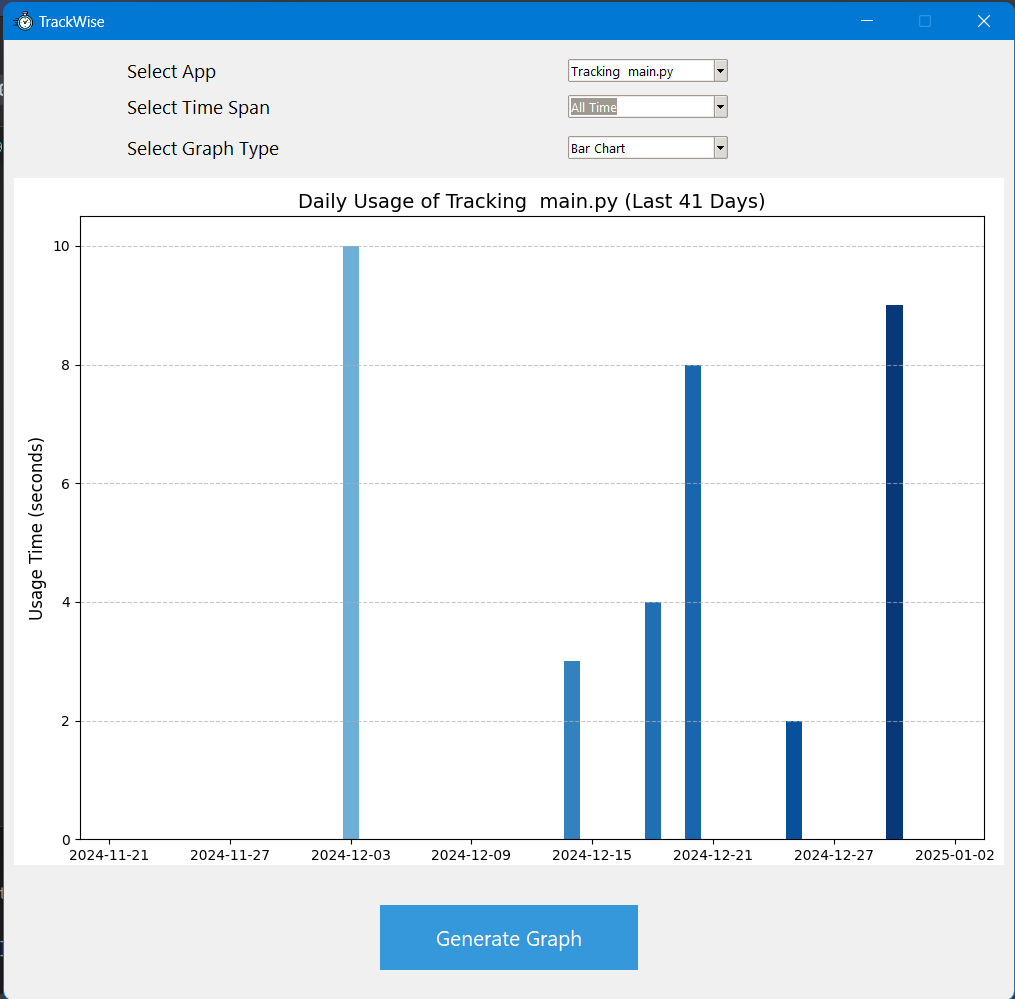 TrackWise
Select App
Tracking  main.py
Select Time Span
All Time
Select Graph Type
Bar Chart
Daily Usage of Tracking  main.py (Last 41 Days)
Usage Time (seconds)
10
8
6
4
2
0
2024-11-21 2024-11-27 2024-12-03 2024-12-09 2024-12-15 2024-12-21 2024-12-27 2025-01-02
Generate Graph